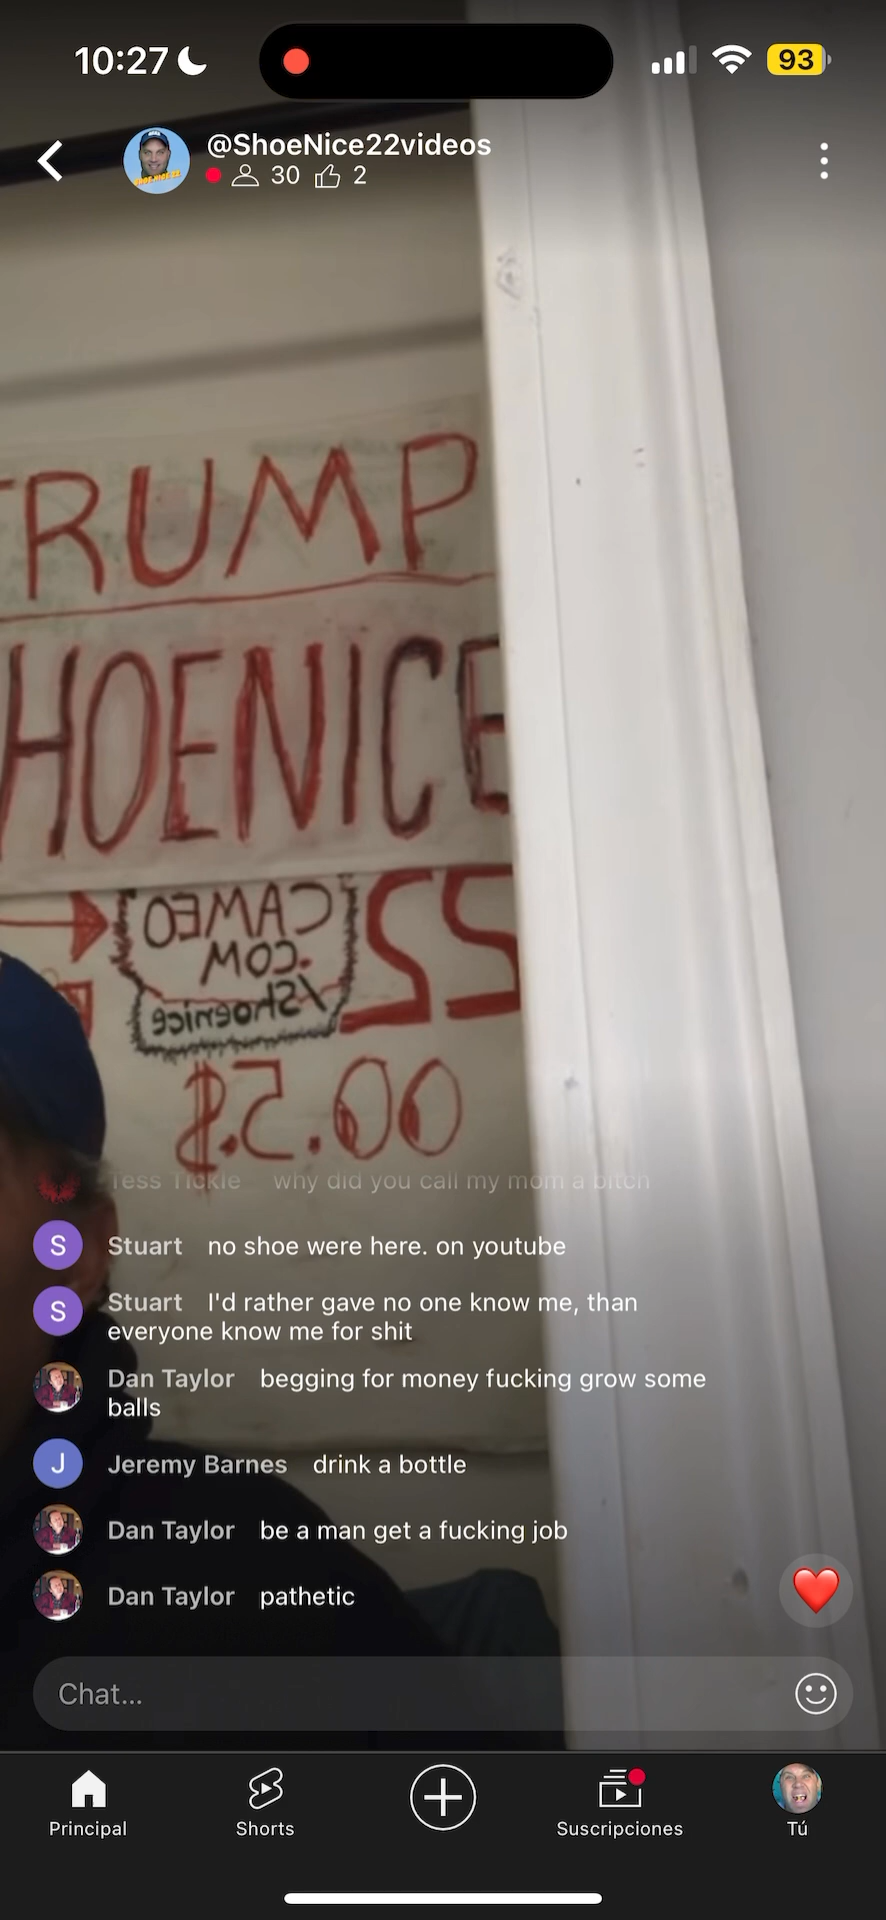 10:27
93
@ShoeNice22videos
30 2
TRUMP
HOENICE
CAMEO
.COM
/Shoenice
22
$5.00
Tess Tickle why did you call my mom a bitch
S Stuart no shoe were here. on youtube
S Stuart I'd rather gave no one know me, than
everyone know me for shit
Dan Taylor begging for money fucking grow some
balls
J Jeremy Barnes drink a bottle
Dan Taylor be a man get a fucking job
Dan Taylor pathetic
Chat...
Principal Shorts Suscripciones Tú